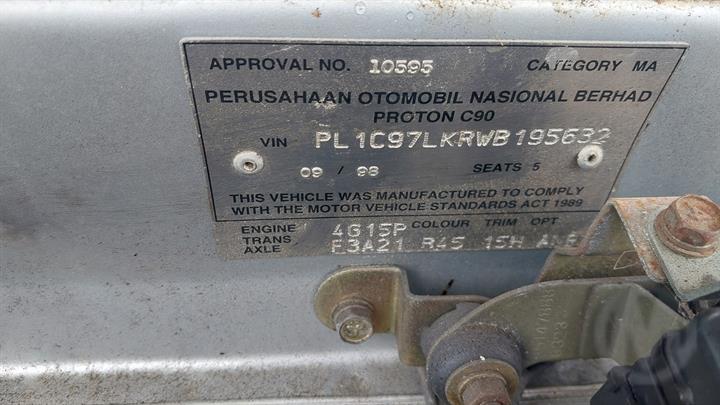 APPROVAL NO. 10595 CATEGORY MA
PERUSAHAAN OTOMOBIL NASIONAL BERHAD
PROTON C90
VIN PL1C97LKRWB195632
09 / 98 SEATS 5
THIS VEHICLE WAS MANUFACTURED TO COMPLY
WITH THE MOTOR VEHICLE STANDARDS ACT 1989
ENGINE 4G15P COLOUR TRIM OPT
TRANS F3A21 R45 15H
AXLE